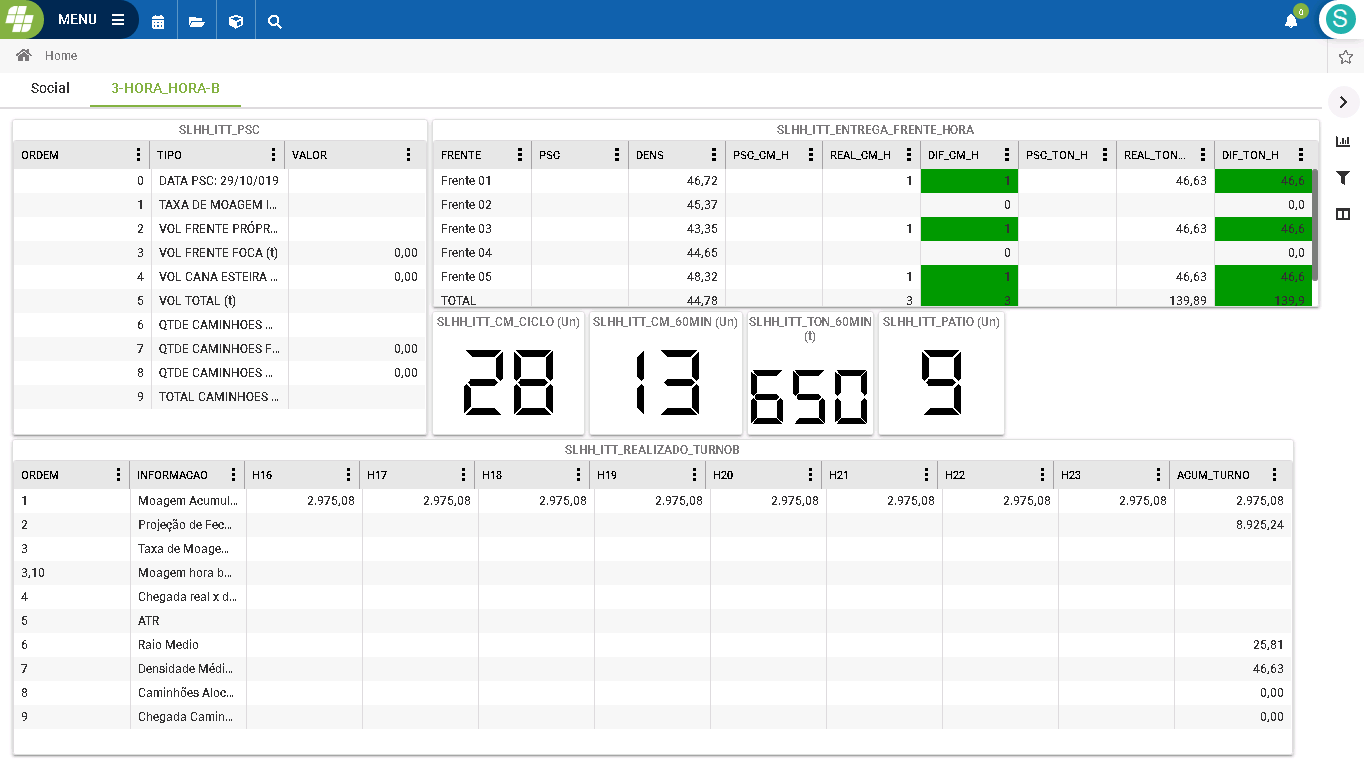 MENU
0
S
Home
Social 3-HORA_HORA-B
SLHH_ITT_PSC
ORDEM TIPO VALOR
0 DATA PSC: 29/10/019
1 TAXA DE MOAGEM I...
2 VOL FRENTE PRÓPR...
3 VOL FRENTE FOCA (t) 0,00
4 VOL CANA ESTEIRA ... 0,00
5 VOL TOTAL (t)
6 QTDE CAMINHOES ...
7 QTDE CAMINHOES F... 0,00
8 QTDE CAMINHOES ... 0,00
9 TOTAL CAMINHOES ...
SLHH_ITT_ENTREGA_FRENTE_HORA
FRENTE PSC DENS PSC_CM_H REAL_CM_H DIF_CM_H PSC_TON_H REAL_TON... DIF_TON_H
Frente 01 46,72 1 1 46,63 46,6
Frente 02 45,37 0 0,0
Frente 03 43,35 1 1 46,63 46,6
Frente 04 44,65 0 0,0
Frente 05 48,32 1 1 46,63 46,6
TOTAL 44,78 3 3 139,89 139,9
SLHH_ITT_CM_CICLO (Un)
28
SLHH_ITT_CM_60MIN (Un)
13
SLHH_ITT_TON_60MIN
(t)
650
SLHH_ITT_PATIO (Un)
9
SLHH_ITT_REALIZADO_TURNOB
ORDEM INFORMACAO H16 H17 H18 H19 H20 H21 H22 H23 ACUM_TURNO
1 Moagem Acumul... 2.975,08 2.975,08 2.975,08 2.975,08 2.975,08 2.975,08 2.975,08 2.975,08 2.975,08
2 Projeção de Fec... 8.925,24
3 Taxa de Moage...
3,10 Moagem hora b...
4 Chegada real x d...
5 ATR
6 Raio Medio 25,81
7 Densidade Médi... 46,63
8 Caminhões Aloc... 0,00
9 Chegada Camin... 0,00